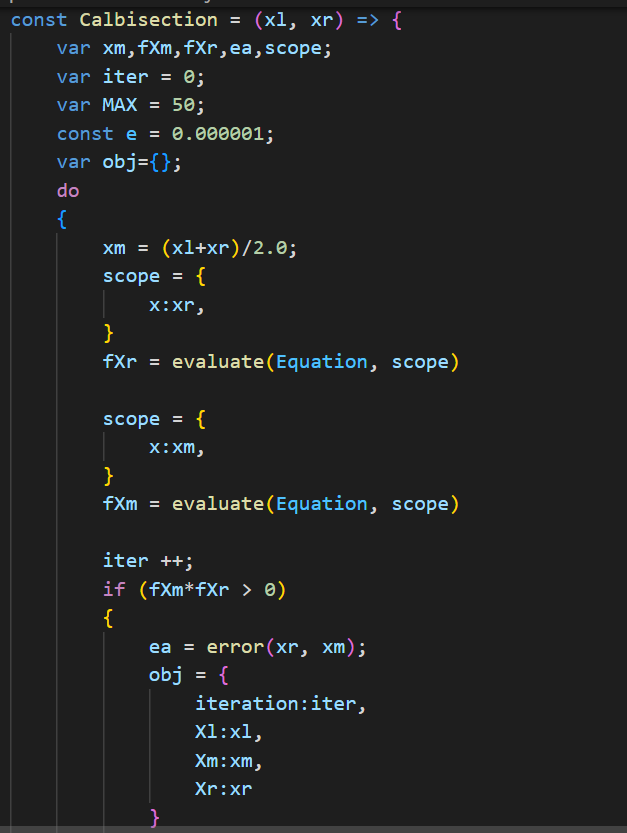 const Calbisection = (xl, xr) => {
    var xm,fXm,fXr,ea,scope;
    var iter = 0;
    var MAX = 50;
    const e = 0.000001;
    var obj={};
    do
    {
        xm = (xl+xr)/2.0;
        scope = {
            x:xr,
        }
        fXr = evaluate(Equation, scope)

        scope = {
            x:xm,
        }
        fXm = evaluate(Equation, scope)

        iter ++;
        if (fXm*fXr > 0)
        {
            ea = error(xr, xm);
            obj = {
                iteration:iter,
                Xl:xl,
                Xm:xm,
                Xr:xr
            }